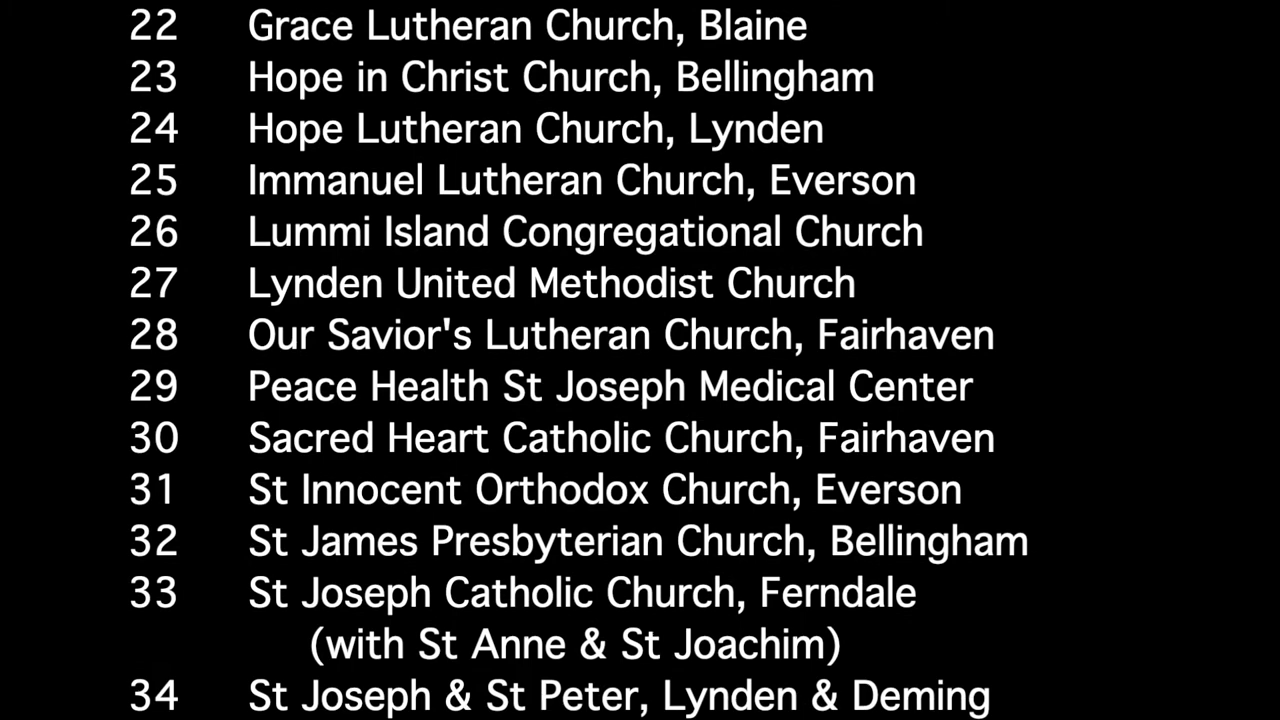 22 Grace Lutheran Church, Blaine
23 Hope in Christ Church, Bellingham
24 Hope Lutheran Church, Lynden
25 Immanuel Lutheran Church, Everson
26 Lummi Island Congregational Church
27 Lynden United Methodist Church
28 Our Savior's Lutheran Church, Fairhaven
29 Peace Health St Joseph Medical Center
30 Sacred Heart Catholic Church, Fairhaven
31 St Innocent Orthodox Church, Everson
32 St James Presbyterian Church, Bellingham
33 St Joseph Catholic Church, Ferndale
(with St Anne & St Joachim)
34 St Joseph & St Peter, Lynden & Deming